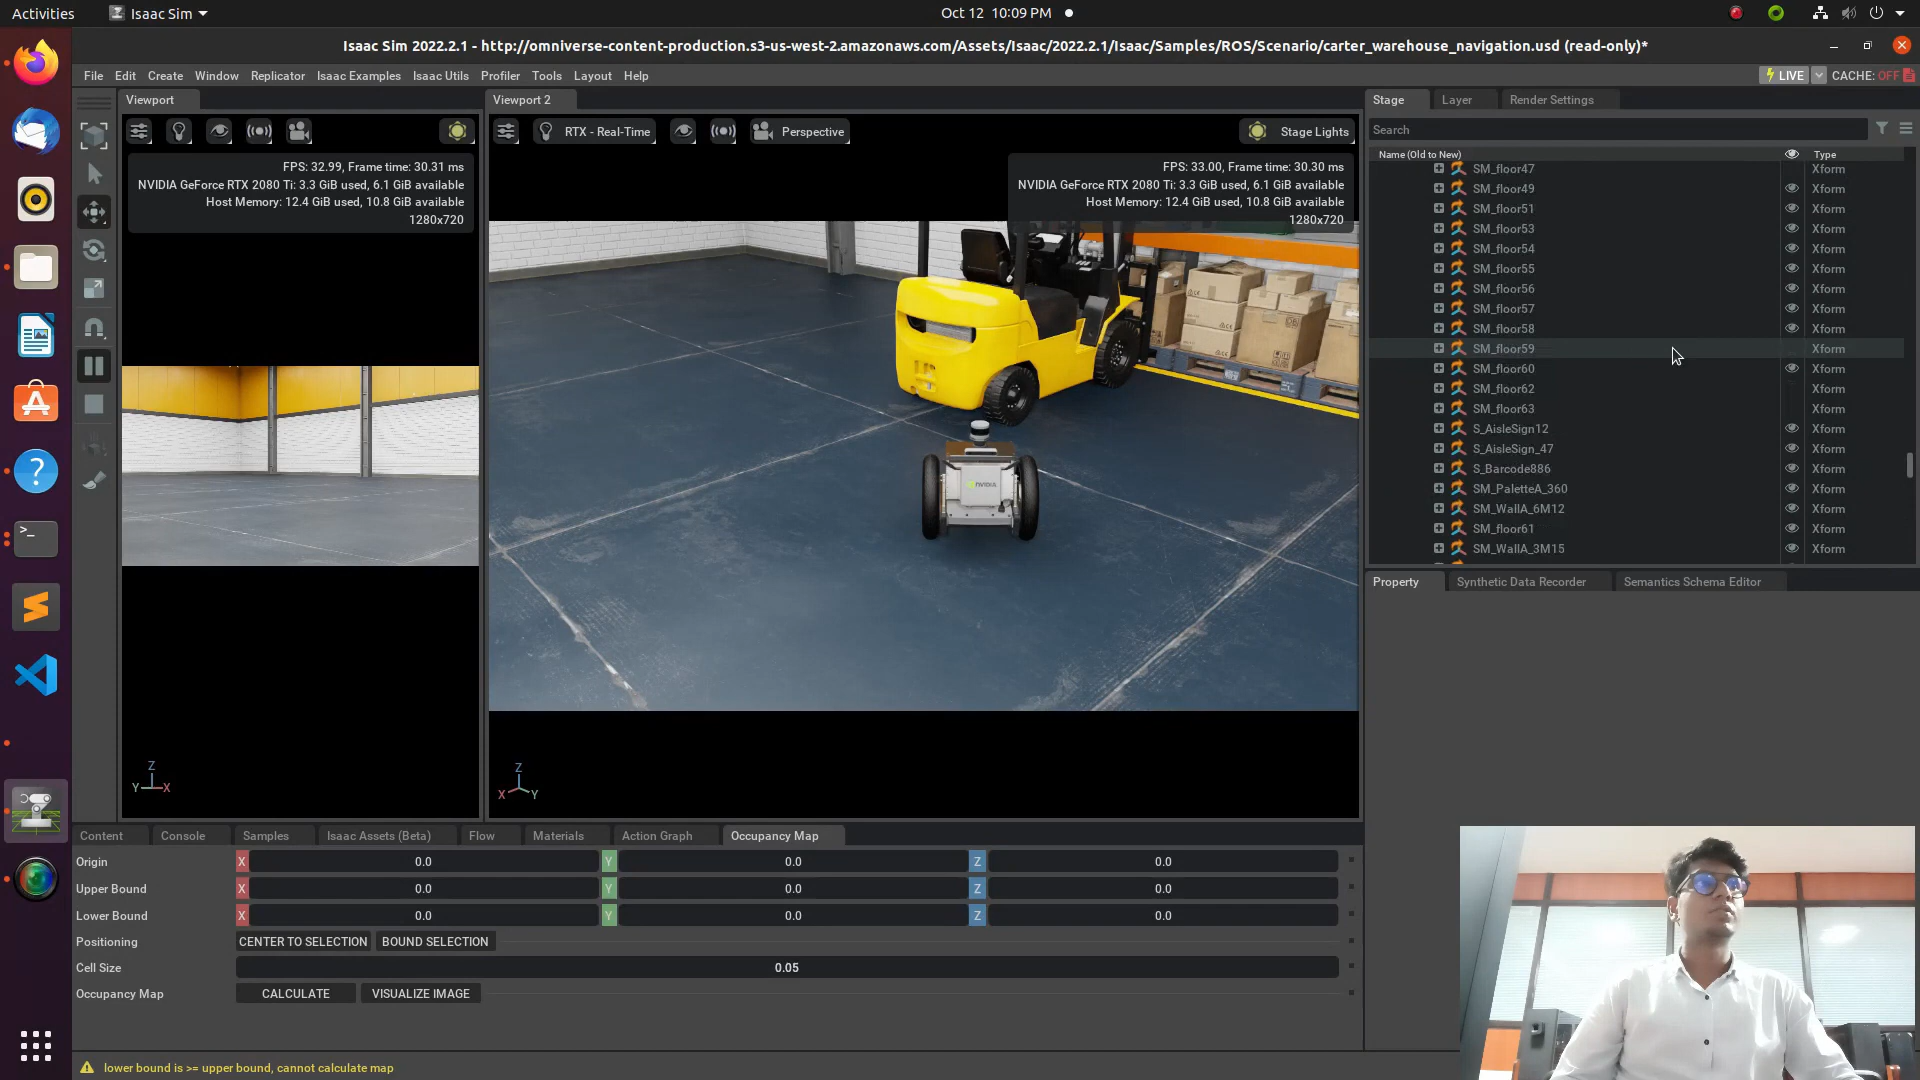 Activities
Isaac Sim
Oct 12 10:09 PM
Isaac Sim 2022.2.1 - http://omniverse-content-production.s3-us-west-2.amazonaws.com/Assets/Isaac/2022.2.1/Isaac/Samples/ROS/Scenario/carter_warehouse_navigation.usd (read-only)*
File Edit Create Window Replicator Isaac Examples Isaac Utils Profiler Tools Layout Help
LIVE CACHE: OFF
Viewport
Viewport 2
RTX - Real-Time
Perspective
Stage Lights
FPS: 32.99, Frame time: 30.31 ms
NVIDIA GeForce RTX 2080 Ti: 3.3 GiB used, 6.1 GiB available
Host Memory: 12.4 GiB used, 10.8 GiB available
1280x720
FPS: 33.00, Frame time: 30.30 ms
NVIDIA GeForce RTX 2080 Ti: 3.3 GiB used, 6.1 GiB available
Host Memory: 12.4 GiB used, 10.8 GiB available
1280x720
NVIDIA
Y X
Z
X Y
Z
Stage Layer Render Settings
Search
Name (Old to New) Type
SM_floor47 Xform
SM_floor49 Xform
SM_floor51 Xform
SM_floor53 Xform
SM_floor54 Xform
SM_floor55 Xform
SM_floor56 Xform
SM_floor57 Xform
SM_floor58 Xform
SM_floor59 Xform
SM_floor60 Xform
SM_floor62 Xform
SM_floor63 Xform
S_AisleSign12 Xform
S_AisleSign_47 Xform
S_Barcode886 Xform
SM_PaletteA_360 Xform
SM_WallA_6M12 Xform
SM_floor61 Xform
SM_WallA_3M15 Xform
Property Synthetic Data Recorder Semantics Schema Editor
Content Console Samples Isaac Assets (Beta) Flow Materials Action Graph Occupancy Map
Origin X 0.0 Y 0.0 Z 0.0
Upper Bound X 0.0 Y 0.0 Z 0.0
Lower Bound X 0.0 Y 0.0 Z 0.0
Positioning CENTER TO SELECTION BOUND SELECTION
Cell Size 0.05
Occupancy Map CALCULATE VISUALIZE IMAGE
lower bound is >= upper bound, cannot calculate map